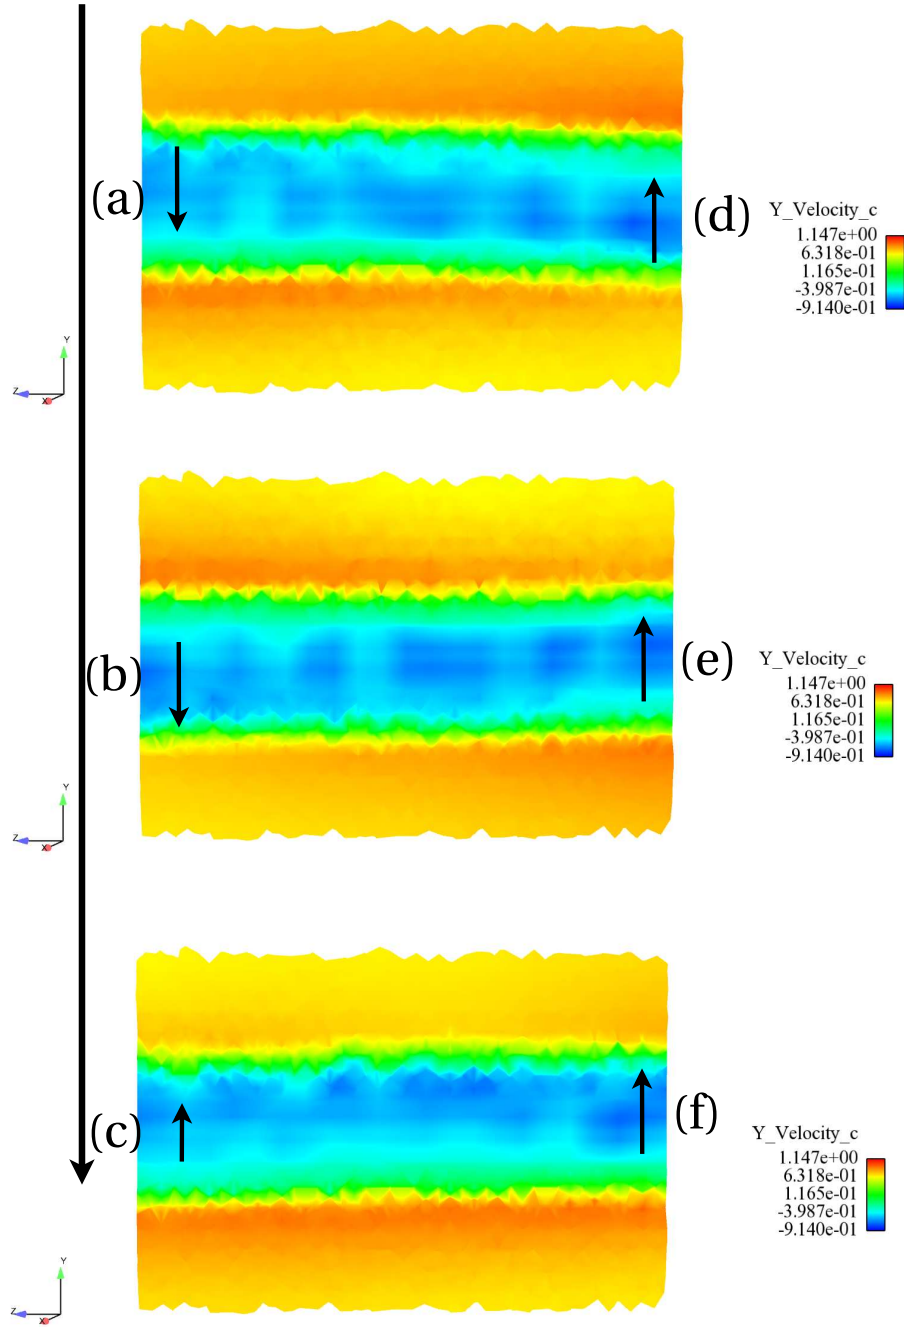 (a)
(d)
Y_Velocity_c
1.147e+00
6.318e-01
1.165e-01
-3.987e-01
-9.140e-01
Y
Z
X
(b)
(e)
Y_Velocity_c
1.147e+00
6.318e-01
1.165e-01
-3.987e-01
-9.140e-01
Y
Z
X
(c)
(f)
Y_Velocity_c
1.147e+00
6.318e-01
1.165e-01
-3.987e-01
-9.140e-01
Y
Z
X